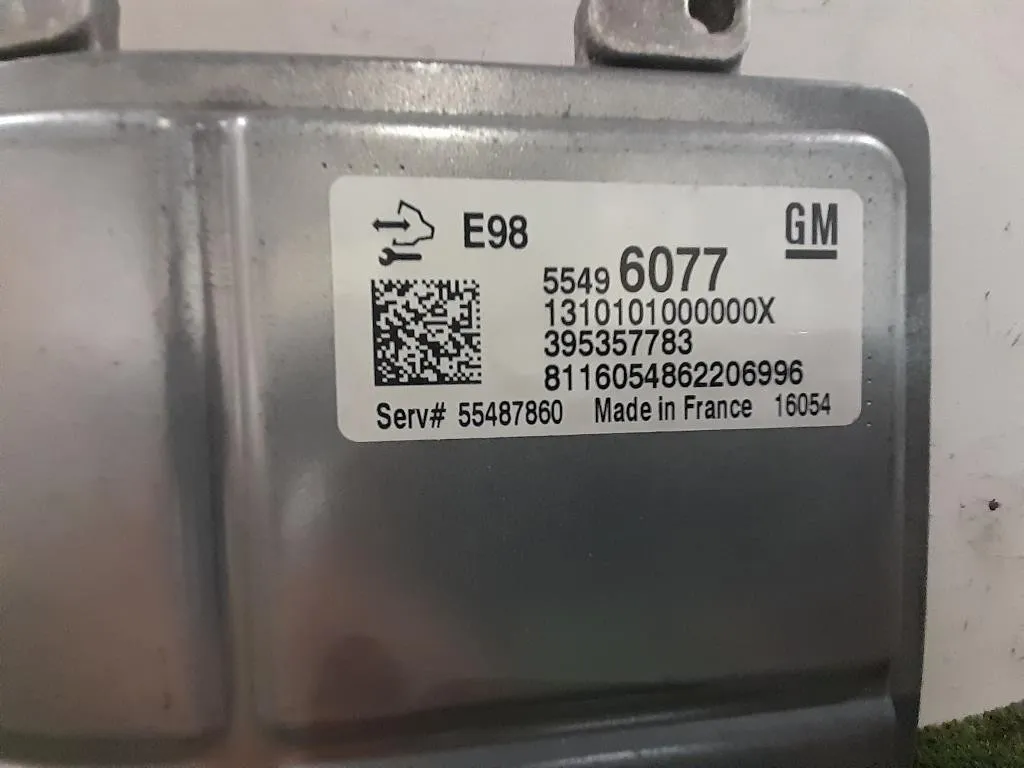 E98 GM
5549 6077
1310101000000X
395357783
8116054862206996
Serv# 55487860 Made in France 16054